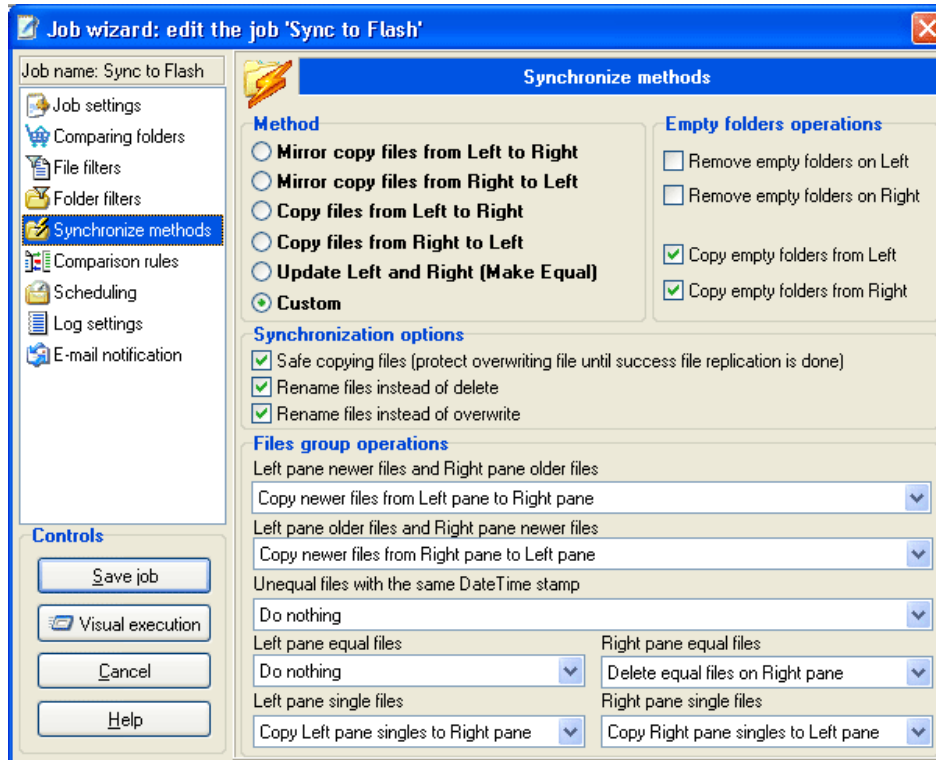 Job wizard: edit the job 'Sync to Flash'
Job name: Sync to Flash
Job settings
Comparing folders
File filters
Folder filters
Synchronize methods
Comparison rules
Scheduling
Log settings
E-mail notification
Controls
Save job
Visual execution
Cancel
Help
Synchronize methods
Method
Mirror copy files from Left to Right
Mirror copy files from Right to Left
Copy files from Left to Right
Copy files from Right to Left
Update Left and Right (Make Equal)
Custom
Empty folders operations
Remove empty folders on Left
Remove empty folders on Right
Copy empty folders from Left
Copy empty folders from Right
Synchronization options
Safe copying files (protect overwriting file until success file replication is done)
Rename files instead of delete
Rename files instead of overwrite
Files group operations
Left pane newer files and Right pane older files
Copy newer files from Left pane to Right pane
Left pane older files and Right pane newer files
Copy newer files from Right pane to Left pane
Unequal files with the same DateTime stamp
Do nothing
Left pane equal files
Do nothing
Right pane equal files
Delete equal files on Right pane
Left pane single files
Copy Left pane singles to Right pane
Right pane single files
Copy Right pane singles to Left pane